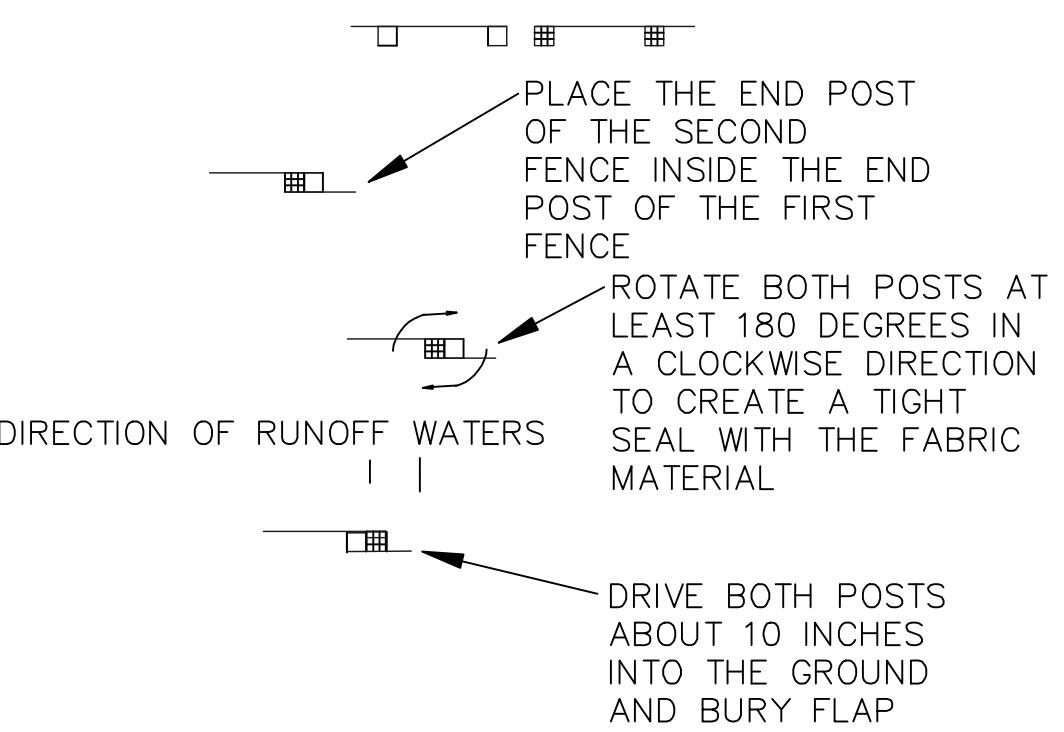 PLACE THE END POST
OF THE SECOND
FENCE INSIDE THE END
POST OF THE FIRST
FENCE
ROTATE BOTH POSTS AT
LEAST 180 DEGREES IN
A CLOCKWISE DIRECTION
TO CREATE A TIGHT
SEAL WITH THE FABRIC
MATERIAL
DIRECTION OF RUNOFF WATERS
DRIVE BOTH POSTS
ABOUT 10 INCHES
INTO THE GROUND
AND BURY FLAP